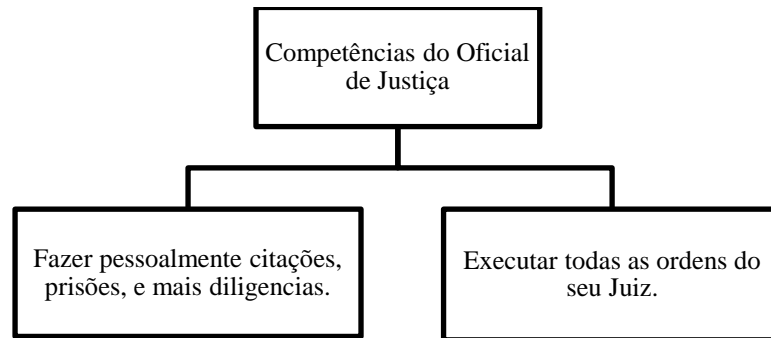 Competências do Oficial
de Justiça
Fazer pessoalmente citações,
prisões, e mais diligencias.
Executar todas as ordens do
seu Juiz.